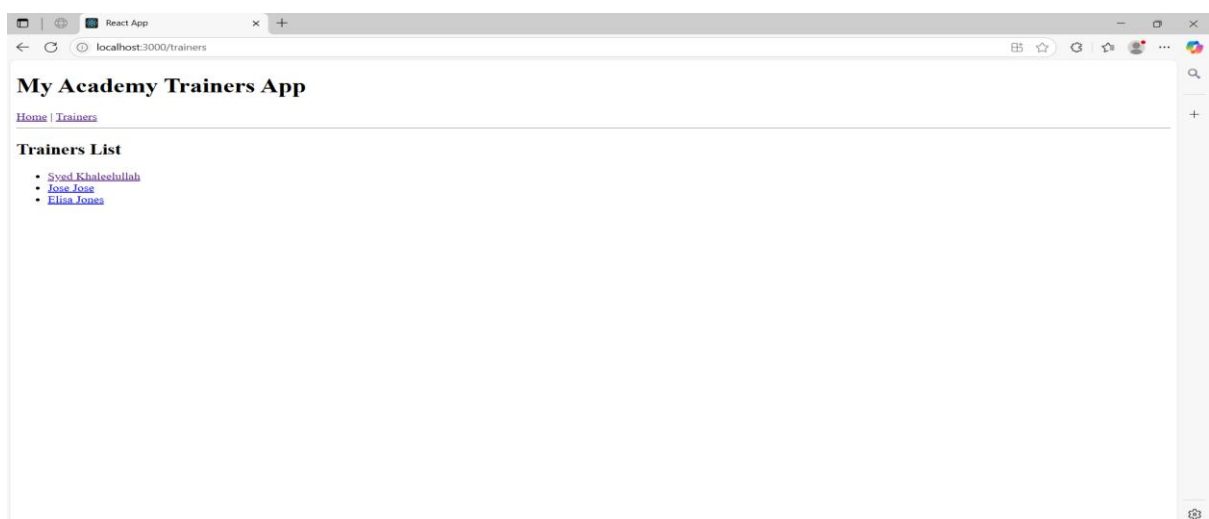 React App
localhost:3000/trainers
My Academy Trainers App
Home | Trainers
Trainers List
Syed Khaleelullah
Jose Jose
Elisa Jones